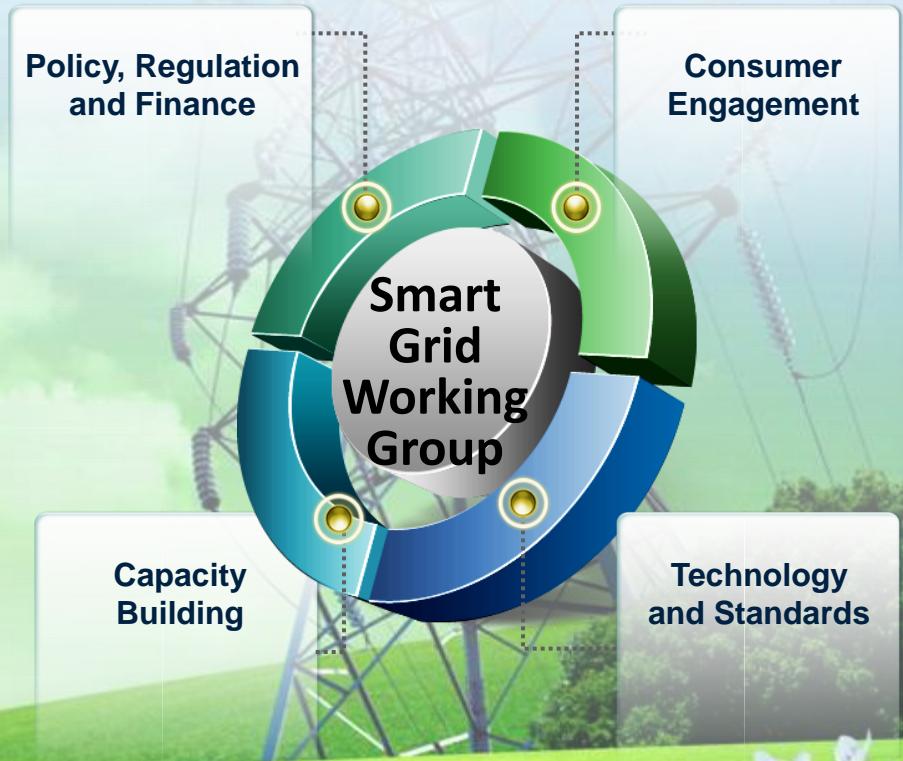 Policy, Regulation
and Finance
Consumer
Engagement
Smart
Grid
Working
Group
Capacity
Building
Technology
and Standards